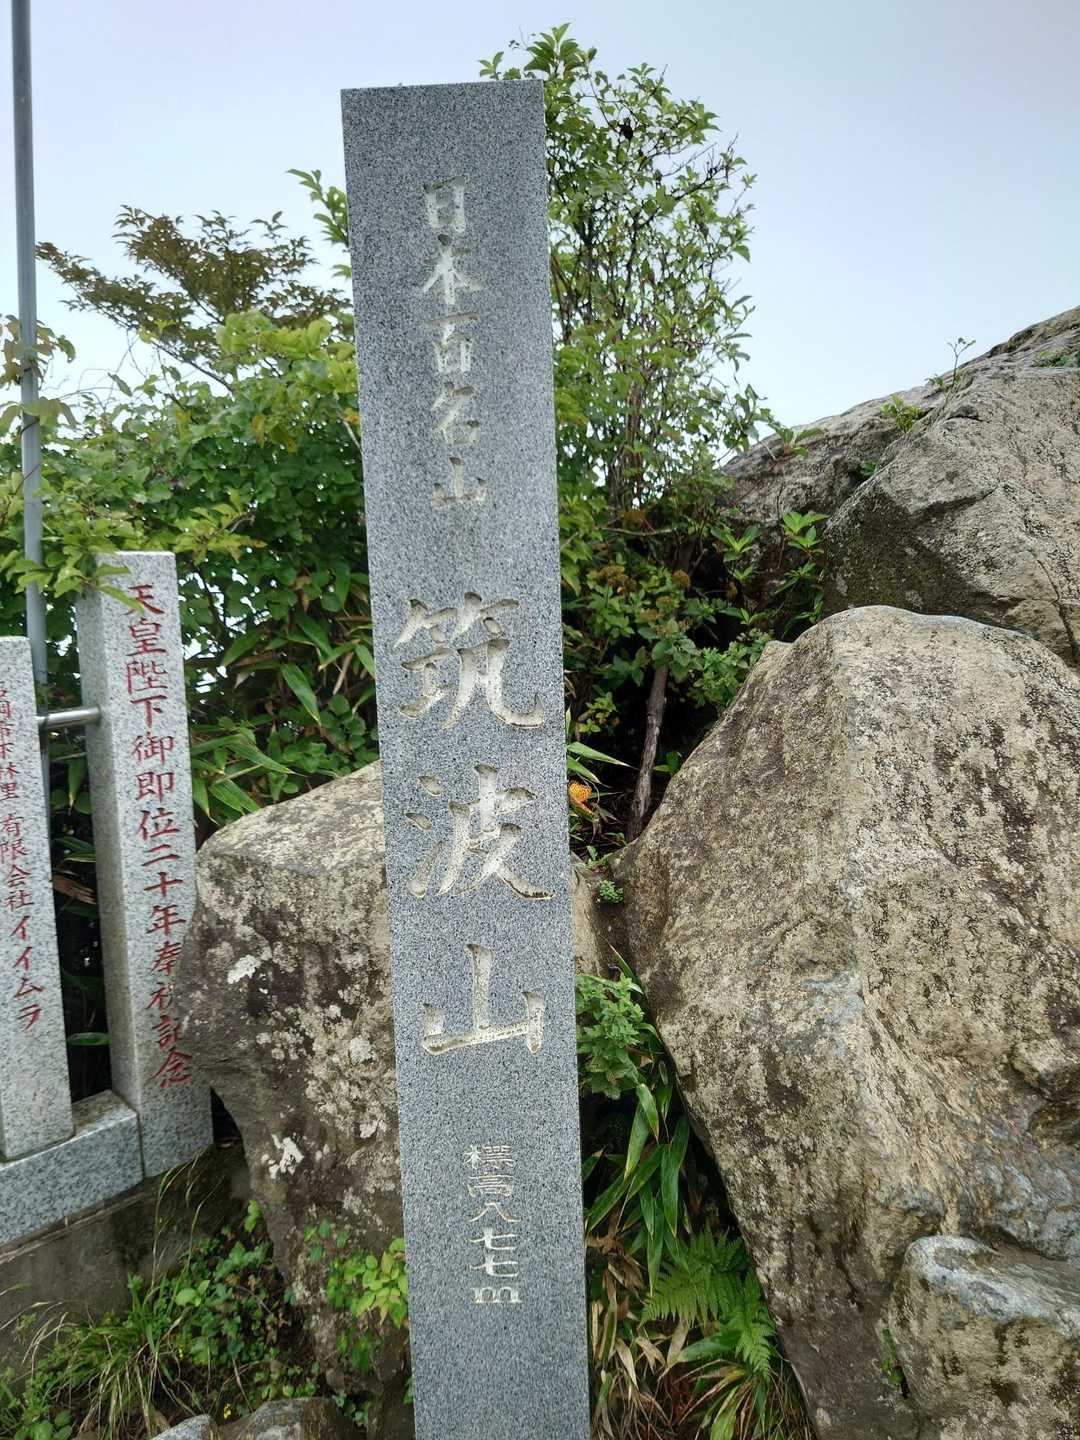 日本百名山
筑波山
標高八七七m
天皇陛下御即位二十年奉祝記念
有限会社イイムラ